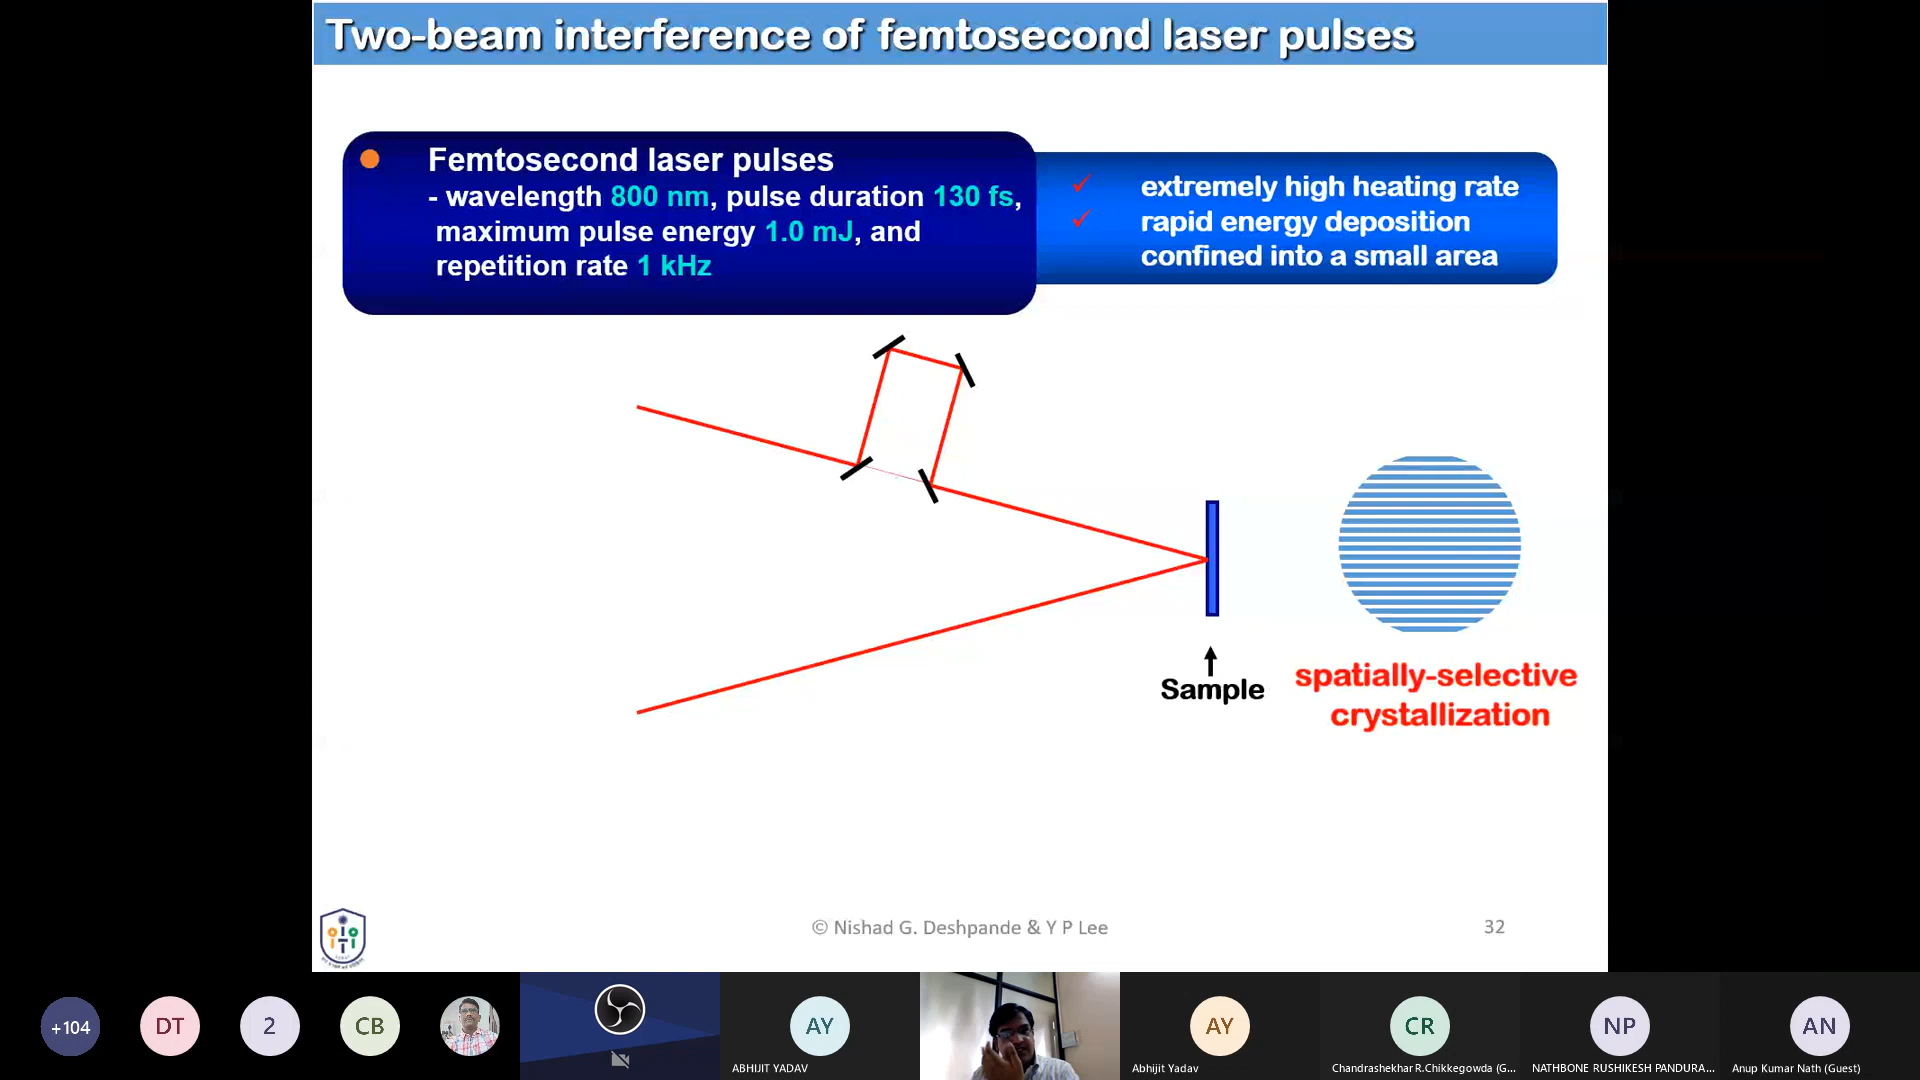 Two-beam interference of femtosecond laser pulses
Femtosecond laser pulses
- wavelength 800 nm, pulse duration 130 fs,
maximum pulse energy 1.0 mJ, and
repetition rate 1 kHz
extremely high heating rate
rapid energy deposition
confined into a small area
Sample
spatially-selective
crystallization
© Nishad G. Deshpande & Y P Lee
32
+104
DT
2
CB
AY
ABHIJIT YADAV
AY
Abhijit Yadav
CR
Chandrashekhar R.Chikkegowda (G...
NP
NATHBONE RUSHIKESH PANDURA...
AN
Anup Kumar Nath (Guest)